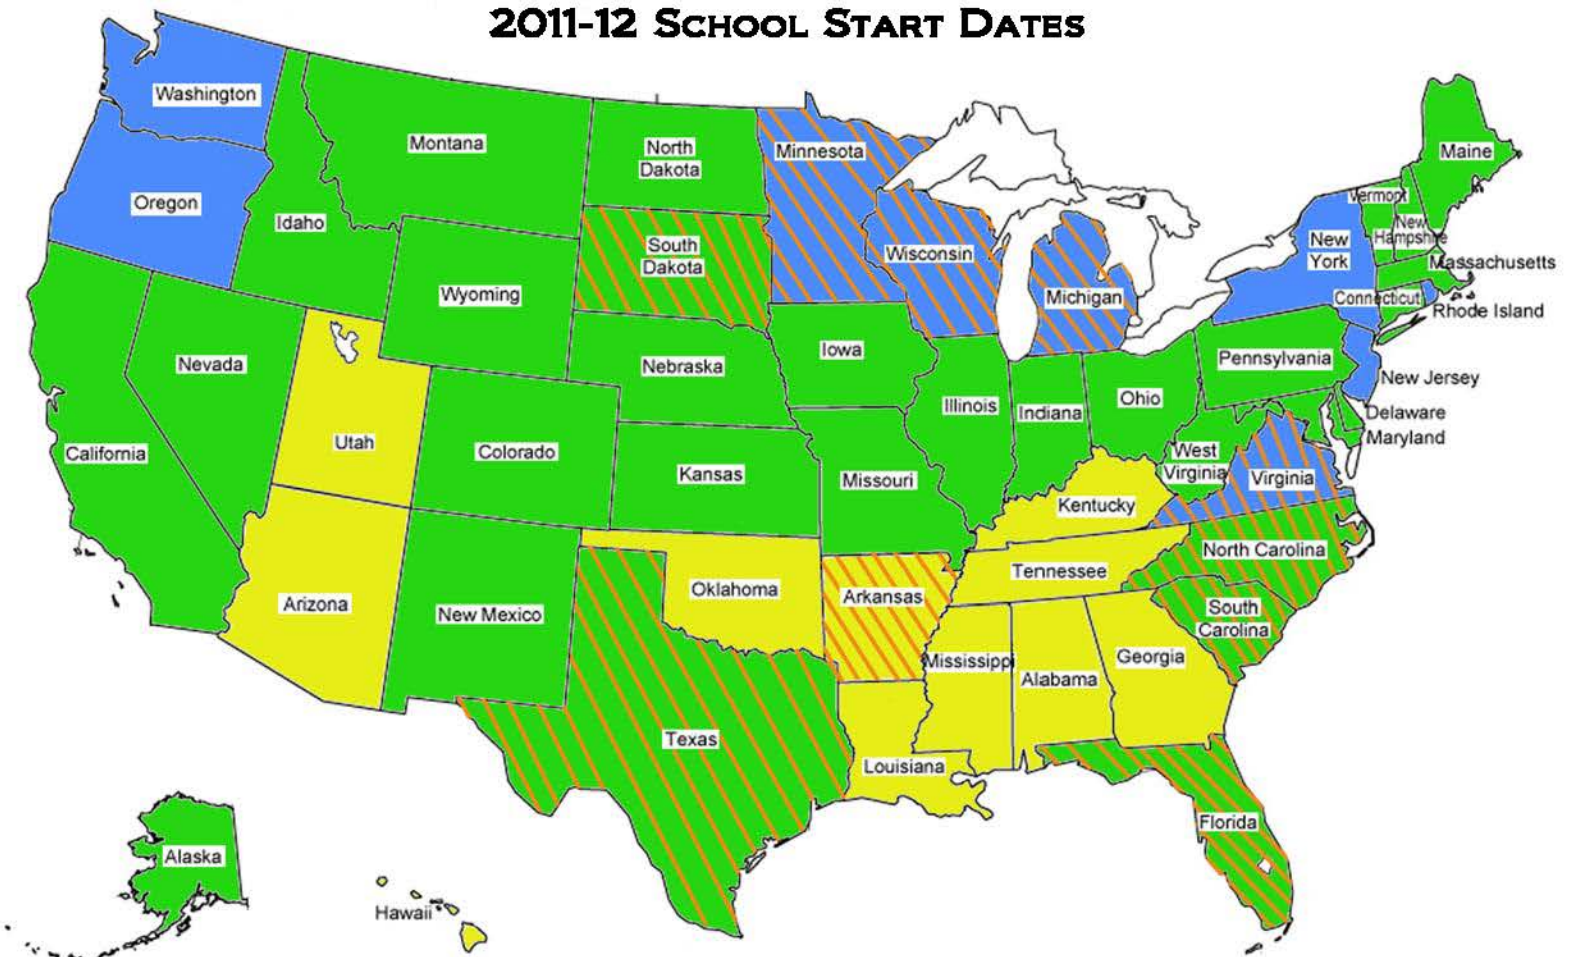 2011-12 SCHOOL START DATES
Washington
Montana
North
Dakota
Minnesota
Maine
Oregon
Idaho
South
Dakota
Wisconsin
Michigan
Vermont
New
Hampshire
New
York
Massachusetts
Wyoming
Connecticut
Rhode Island
Nevada
Nebraska
Iowa
Pennsylvania
New Jersey
Illinois
Indiana
Ohio
Delaware
Maryland
California
Utah
Colorado
Kansas
Missouri
West
Virginia
Virginia
Kentucky
North Carolina
Tennessee
Arizona
New Mexico
Oklahoma
Arkansas
South
Carolina
Mississippi
Alabama
Georgia
Texas
Louisiana
Florida
Alaska
Hawaii